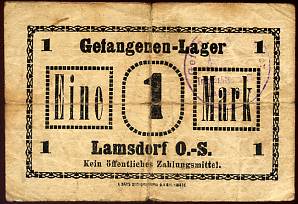 1 Gefangenen-Lager 1
Eine 1 Mark
1 Lamsdorf O.-S. 1
Kein öffentliches Zahlungsmittel.